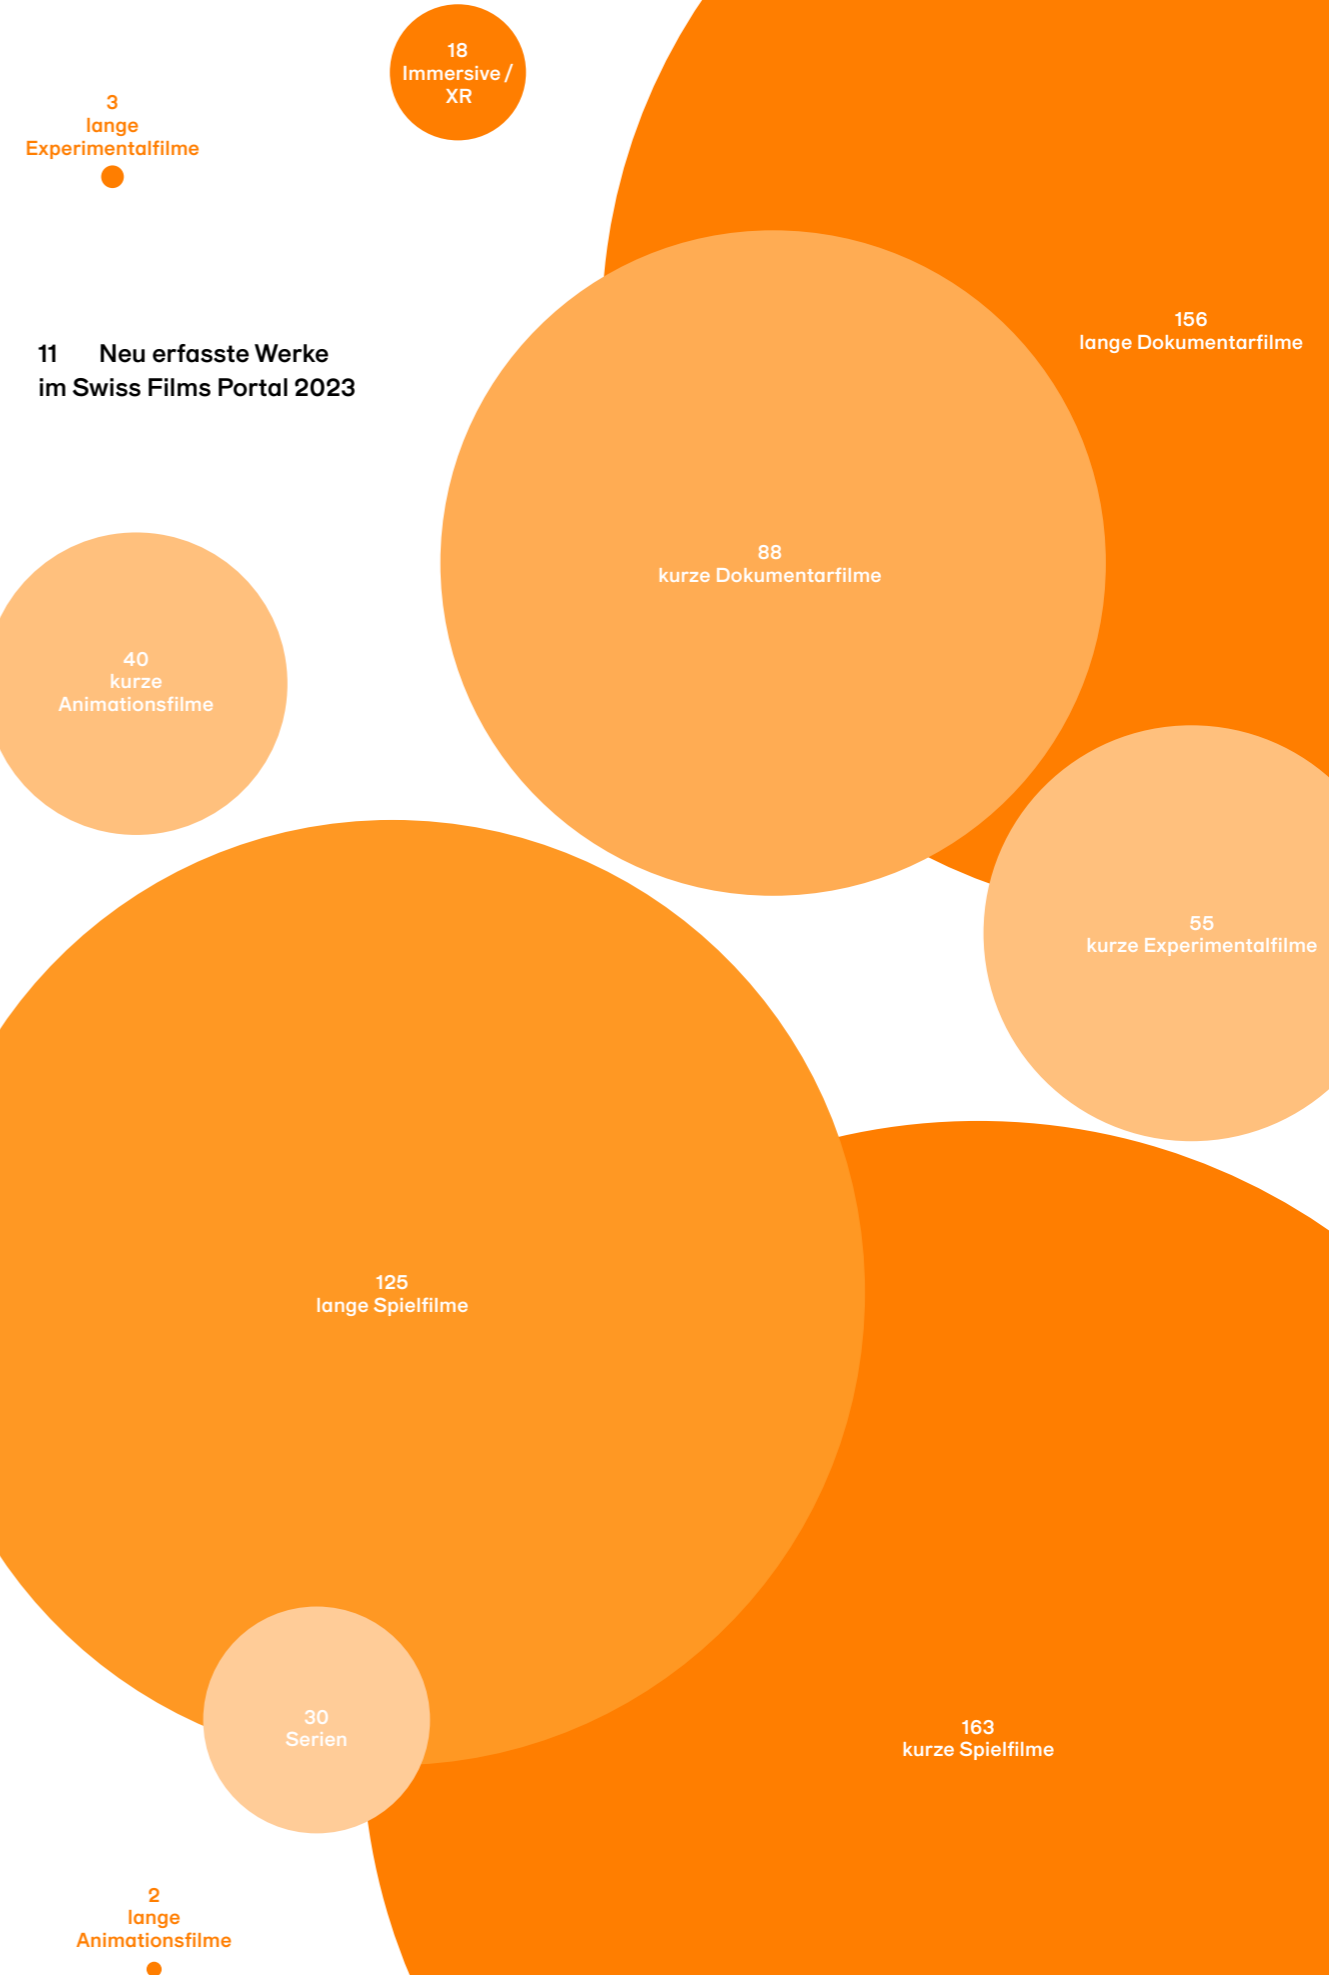 18
Immersive /
XR
3
lange
Experimentalfilme
156
lange Dokumentarfilme
11 Neu erfasste Werke
im Swiss Films Portal 2023
88
kurze Dokumentarfilme
40
kurze
Animationsfilme
55
kurze Experimentalfilme
125
lange Spielfilme
30
Serien
163
kurze Spielfilme
2
lange
Animationsfilme